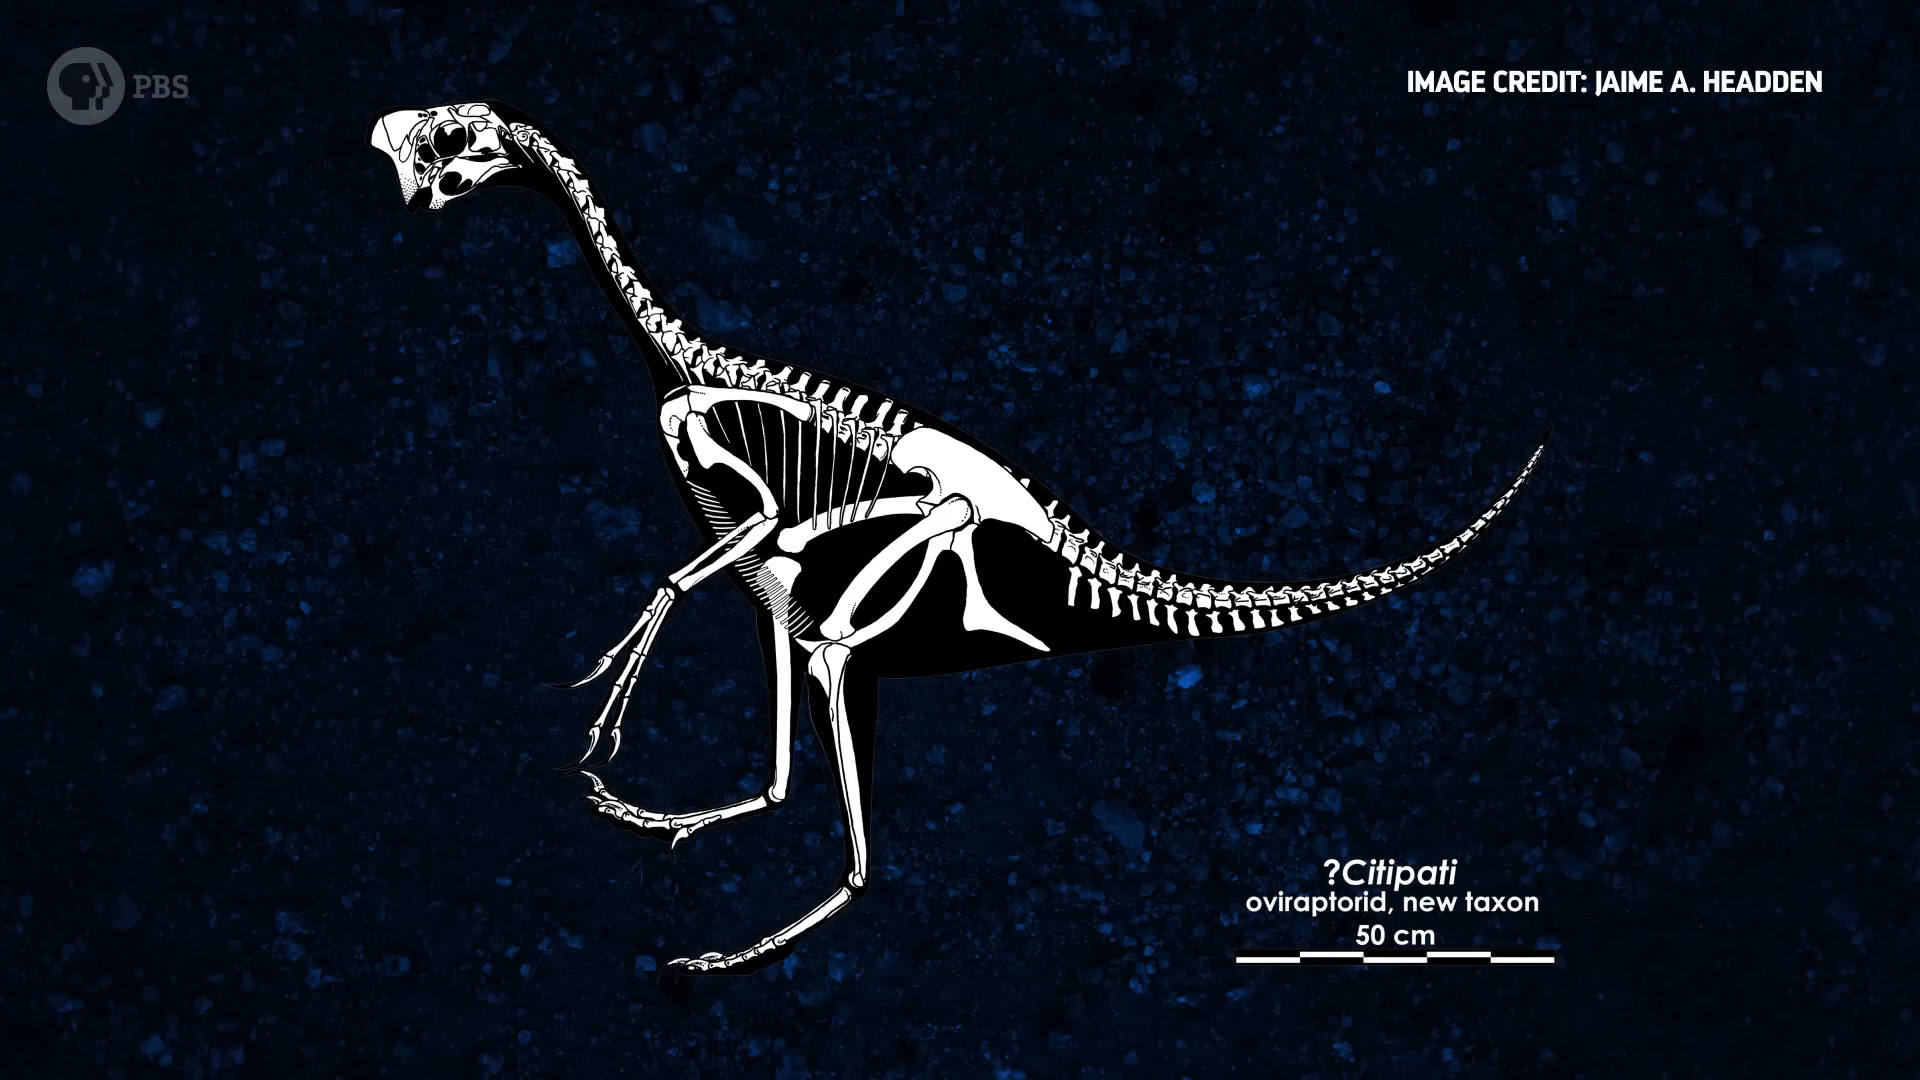 PBS
IMAGE CREDIT: JAIME A. HEADDEN
?Citipati
oviraptorid, new taxon
50 cm